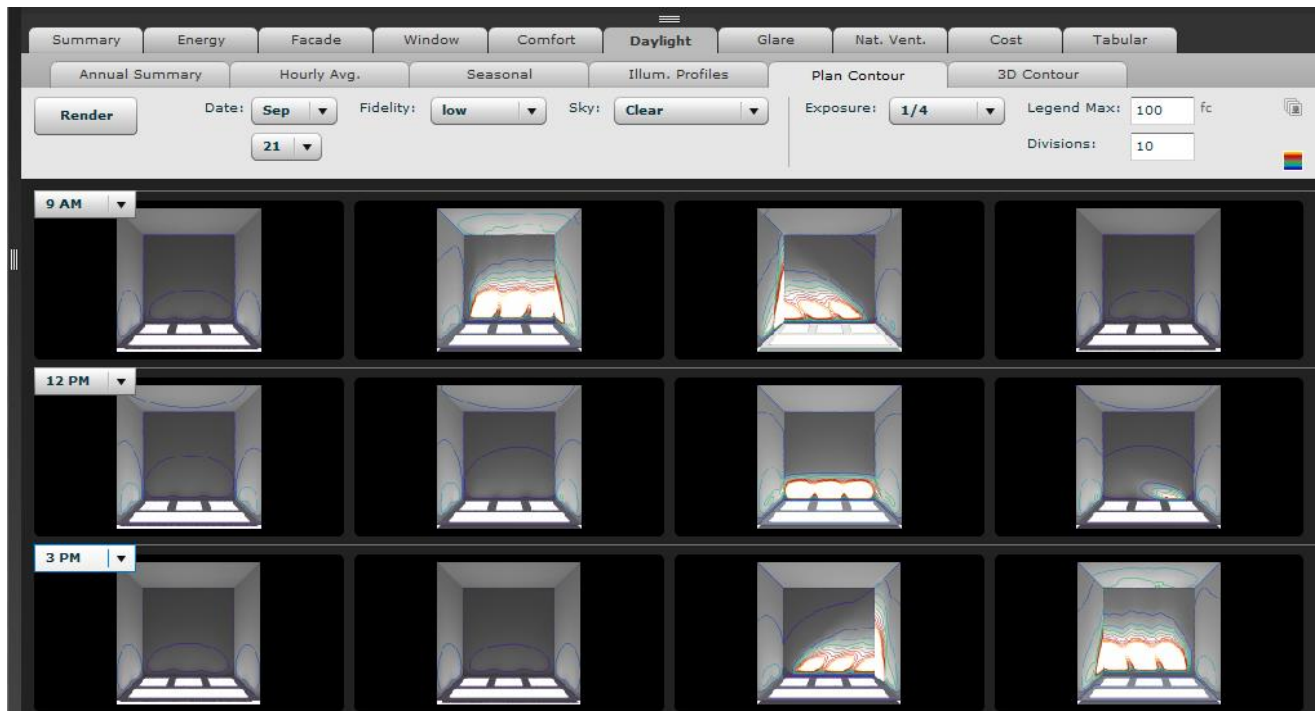 Summary Energy Facade Window Comfort Daylight Glare Nat. Vent. Cost Tabular
Annual Summary Hourly Avg. Seasonal Illum. Profiles Plan Contour 3D Contour
Render Date: Sep Fidelity: low Sky: Clear Exposure: 1/4 Legend Max: 100 fc
21 Divisions: 10
9 AM
12 PM
3 PM